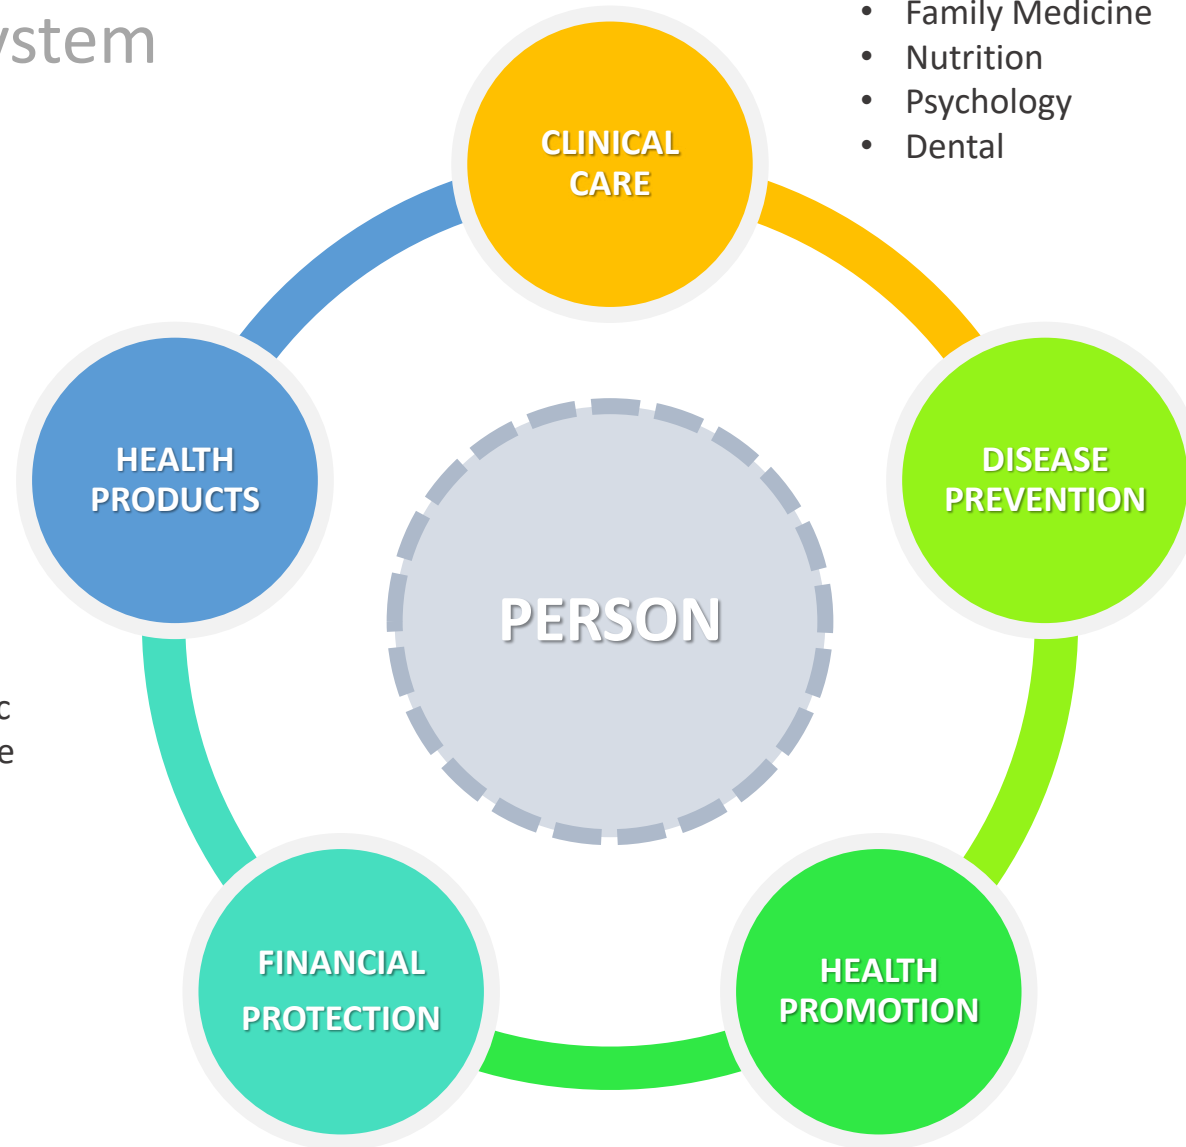 ystem
• Family Medicine
• Nutrition
• Psychology
• Dental
CLINICAL
CARE
HEALTH
PRODUCTS
DISEASE
PREVENTION
PERSON
c
e
FINANCIAL
PROTECTION
HEALTH
PROMOTION